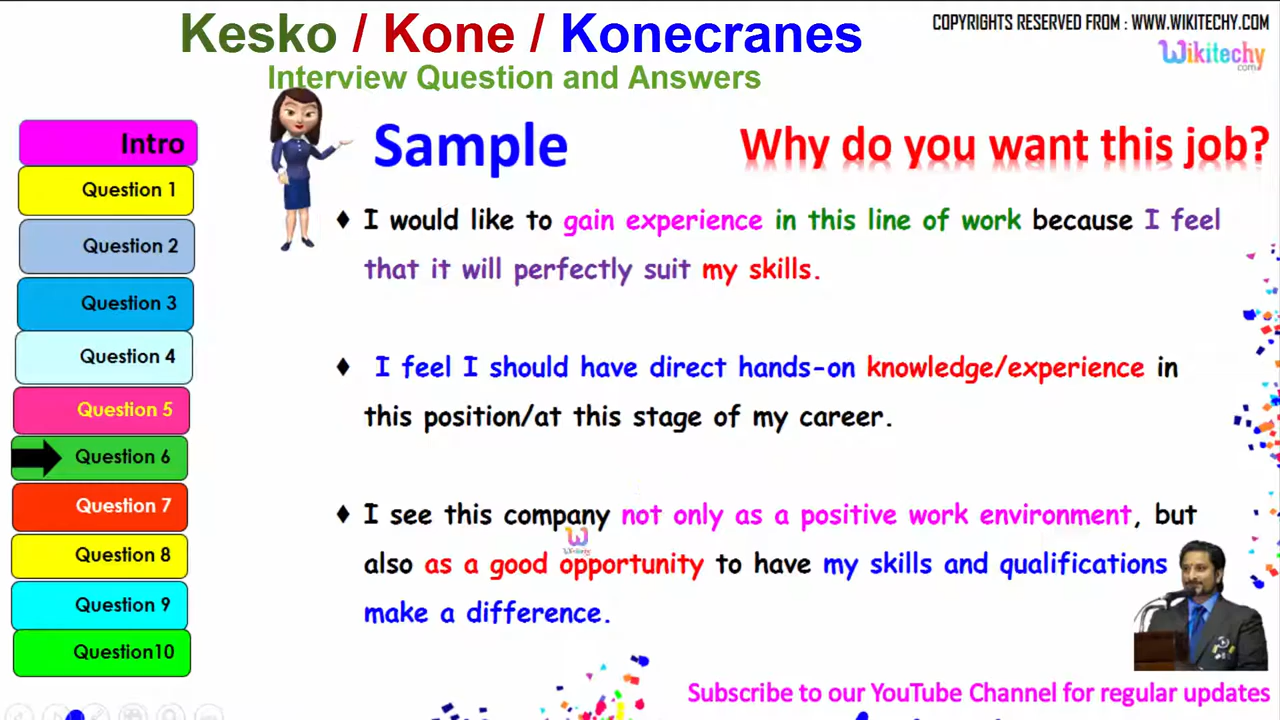 Kesko / Kone / Konecranes
COPYRIGHTS RESERVED FROM : WWW.WIKITECHY.COM
Wikitechy
.com
Interview Question and Answers
Sample
Why do you want this job?
Intro
Question 1
Question 2
Question 3
Question 4
Question 5
Question 6
Question 7
Question 8
Question 9
Question10
♦ I would like to gain experience in this line of work because I feel
that it will perfectly suit my skills.
♦ I feel I should have direct hands-on knowledge/experience in
this position/at this stage of my career.
♦ I see this company not only as a positive work environment, but
also as a good opportunity to have my skills and qualifications
make a difference.
W
Wikitechy
Subscribe to our YouTube Channel for regular updates